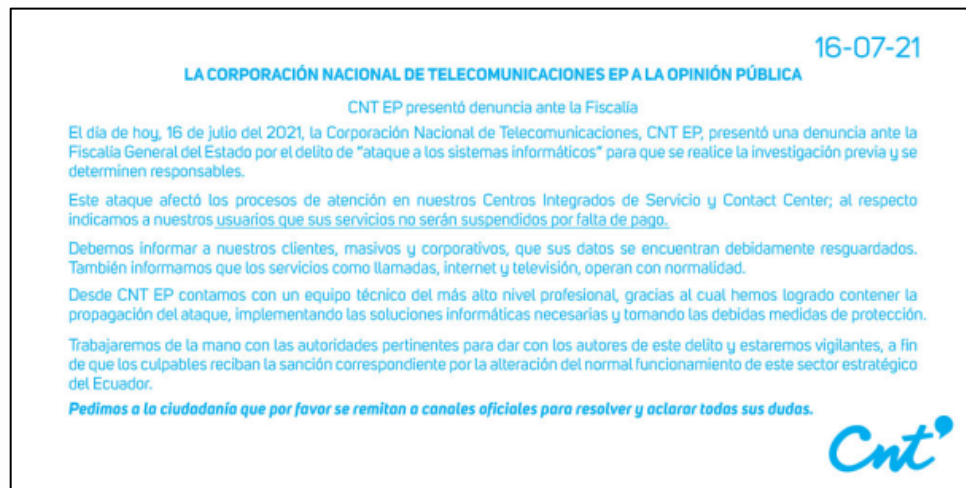 16-07-21
LA CORPORACIÓN NACIONAL DE TELECOMUNICACIONES EP A LA OPINIÓN PÚBLICA
CNT EP presentó denuncia ante la Fiscalía
El día de hoy, 16 de julio del 2021, la Corporación Nacional de Telecomunicaciones, CNT EP, presentó una denuncia ante la
Fiscalía General del Estado por el delito de "ataque a los sistemas informáticos" para que se realice la investigación previa y se
determinen responsables.
Este ataque afectó los procesos de atención en nuestros Centros Integrados de Servicio y Contact Center; al respecto
indicamos a nuestros usuarios que sus servicios no serán suspendidos por falta de pago.
Debemos informar a nuestros clientes, masivos y corporativos, que sus datos se encuentran debidamente resguardados.
También informamos que los servicios como llamadas, internet y televisión, operan con normalidad.
Desde CNT EP contamos con un equipo técnico del más alto nivel profesional, gracias al cual hemos logrado contener la
propagación del ataque, implementando las soluciones informáticas necesarias y tomando las debidas medidas de protección.
Trabajaremos de la mano con las autoridades pertinentes para dar con los autores de este delito y estaremos vigilantes, a fin
de que los culpables reciban la sanción correspondiente por la alteración del normal funcionamiento de este sector estratégico
del Ecuador.
Pedimos a la ciudadanía que por favor se remitan a canales oficiales para resolver y aclarar todas sus dudas.
Cnt